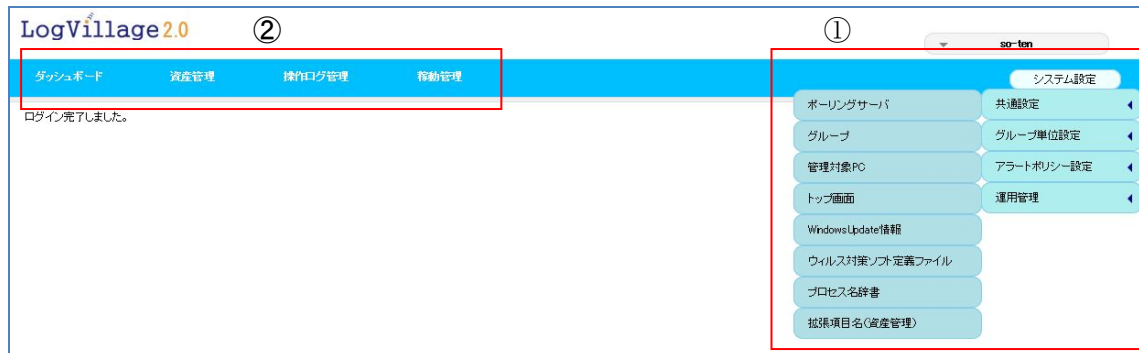 LogVillage 2.0
②
①
so-ten
ダッシュボード 資産管理 操作ログ管理 稼動管理
システム設定
ログイン完了しました。
ポーリングサーバ
共通設定
グループ
グループ単位設定
管理対象PC
アラートポリシー設定
トップ画面
運用管理
WindowsUpdate情報
ウィルス対策ソフト定義ファイル
プロセス名辞書
拡張項目名(資産管理)